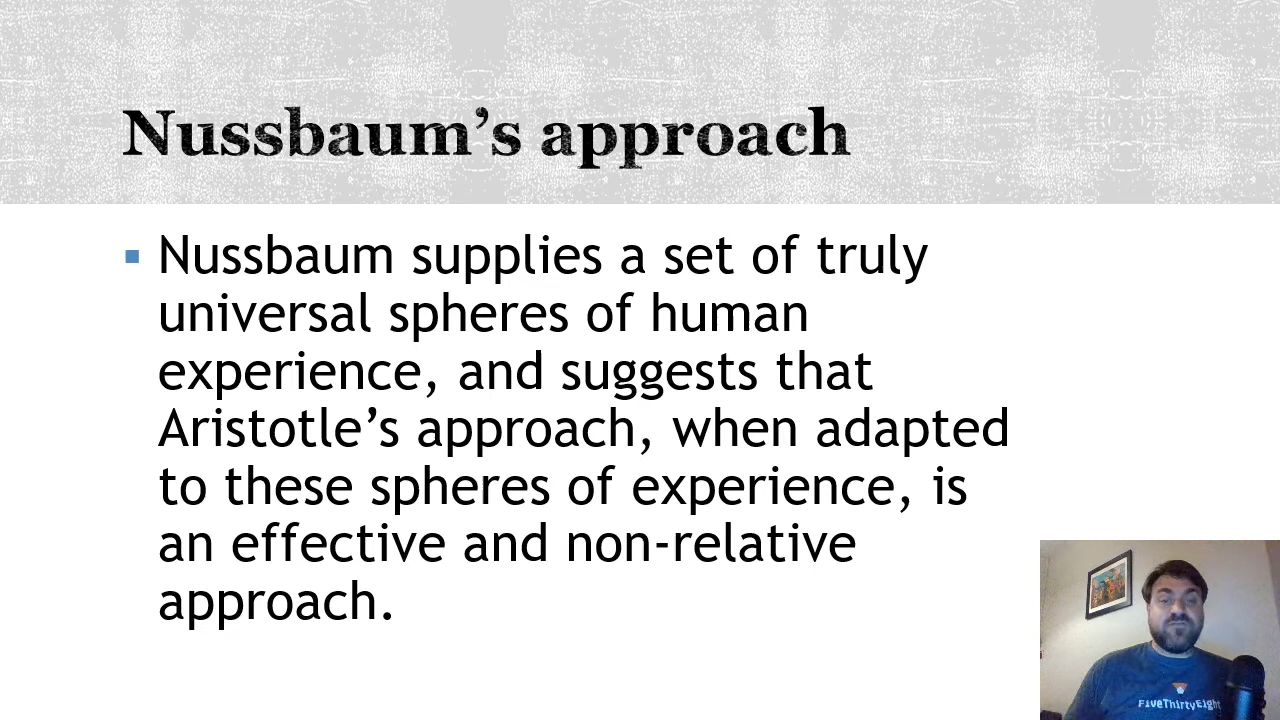 Nussbaum’s approach
▪ Nussbaum supplies a set of truly
universal spheres of human
experience, and suggests that
Aristotle’s approach, when adapted
to these spheres of experience, is
an effective and non-relative
approach.
FiveThirtyEight